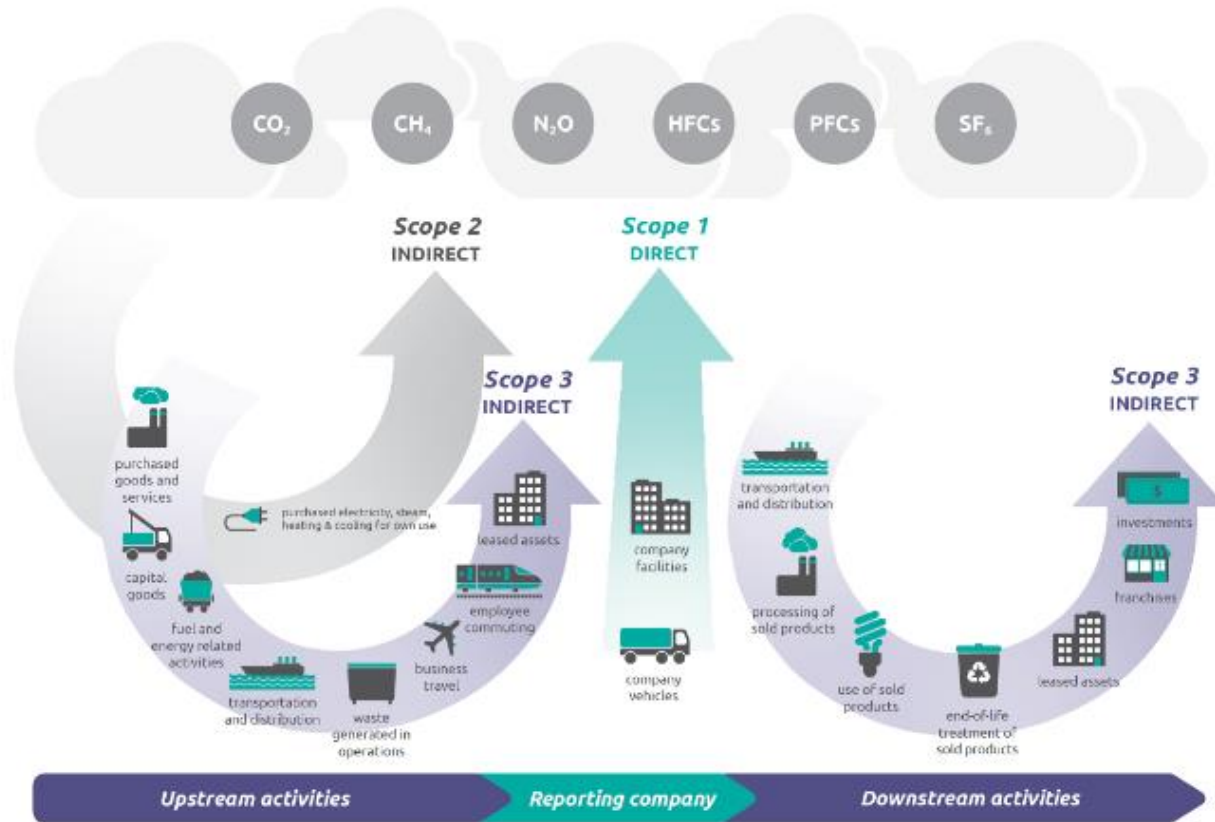 CO₂
CH₄
N₂O
HFCs
PFCs
SF₆
Scope 2
INDIRECT
Scope 1
DIRECT
Scope 3
INDIRECT
Scope 3
INDIRECT
purchased
goods and
services
purchased electricity, steam,
heating & cooling for own use
capital
goods
fuel and
energy related
activities
transportation
and distribution
waste
generated in
operations
business
travel
employee
commuting
leased assets
company
facilities
company
vehicles
transportation
and distribution
processing of
sold products
use of sold
products
end-of-life
treatment of
sold products
leased assets
franchises
investments
$
Upstream activities
Reporting company
Downstream activities